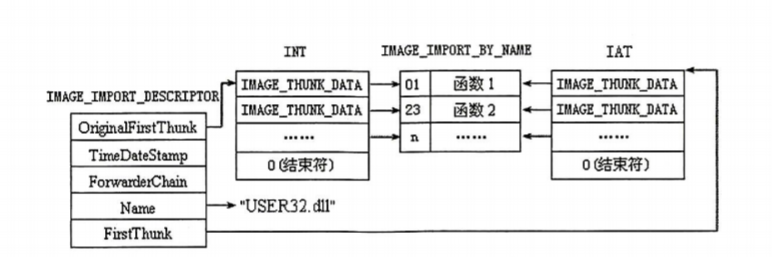 INT
IMAGE_IMPORT_BY_NAME
IAT
IMAGE_IMPORT_DESCRIPTOR
OriginalFirstThunk
TimeDateStamp
ForwarderChain
Name
FirstThunk
"USER32.dll"
IMAGE_THUNK_DATA
IMAGE_THUNK_DATA
……
0(结束符)
01 函数 1
23 函数 2
n ……
IMAGE_THUNK_DATA
IMAGE_THUNK_DATA
……
0(结束符)